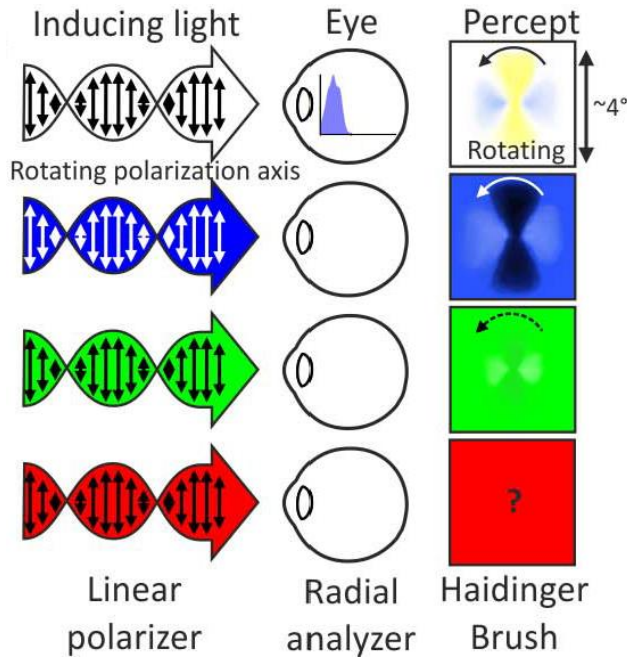 Inducing light
Eye
Percept
~4°
Rotating
Rotating polarization axis
?
Linear
polarizer
Radial
analyzer
Haidinger
Brush